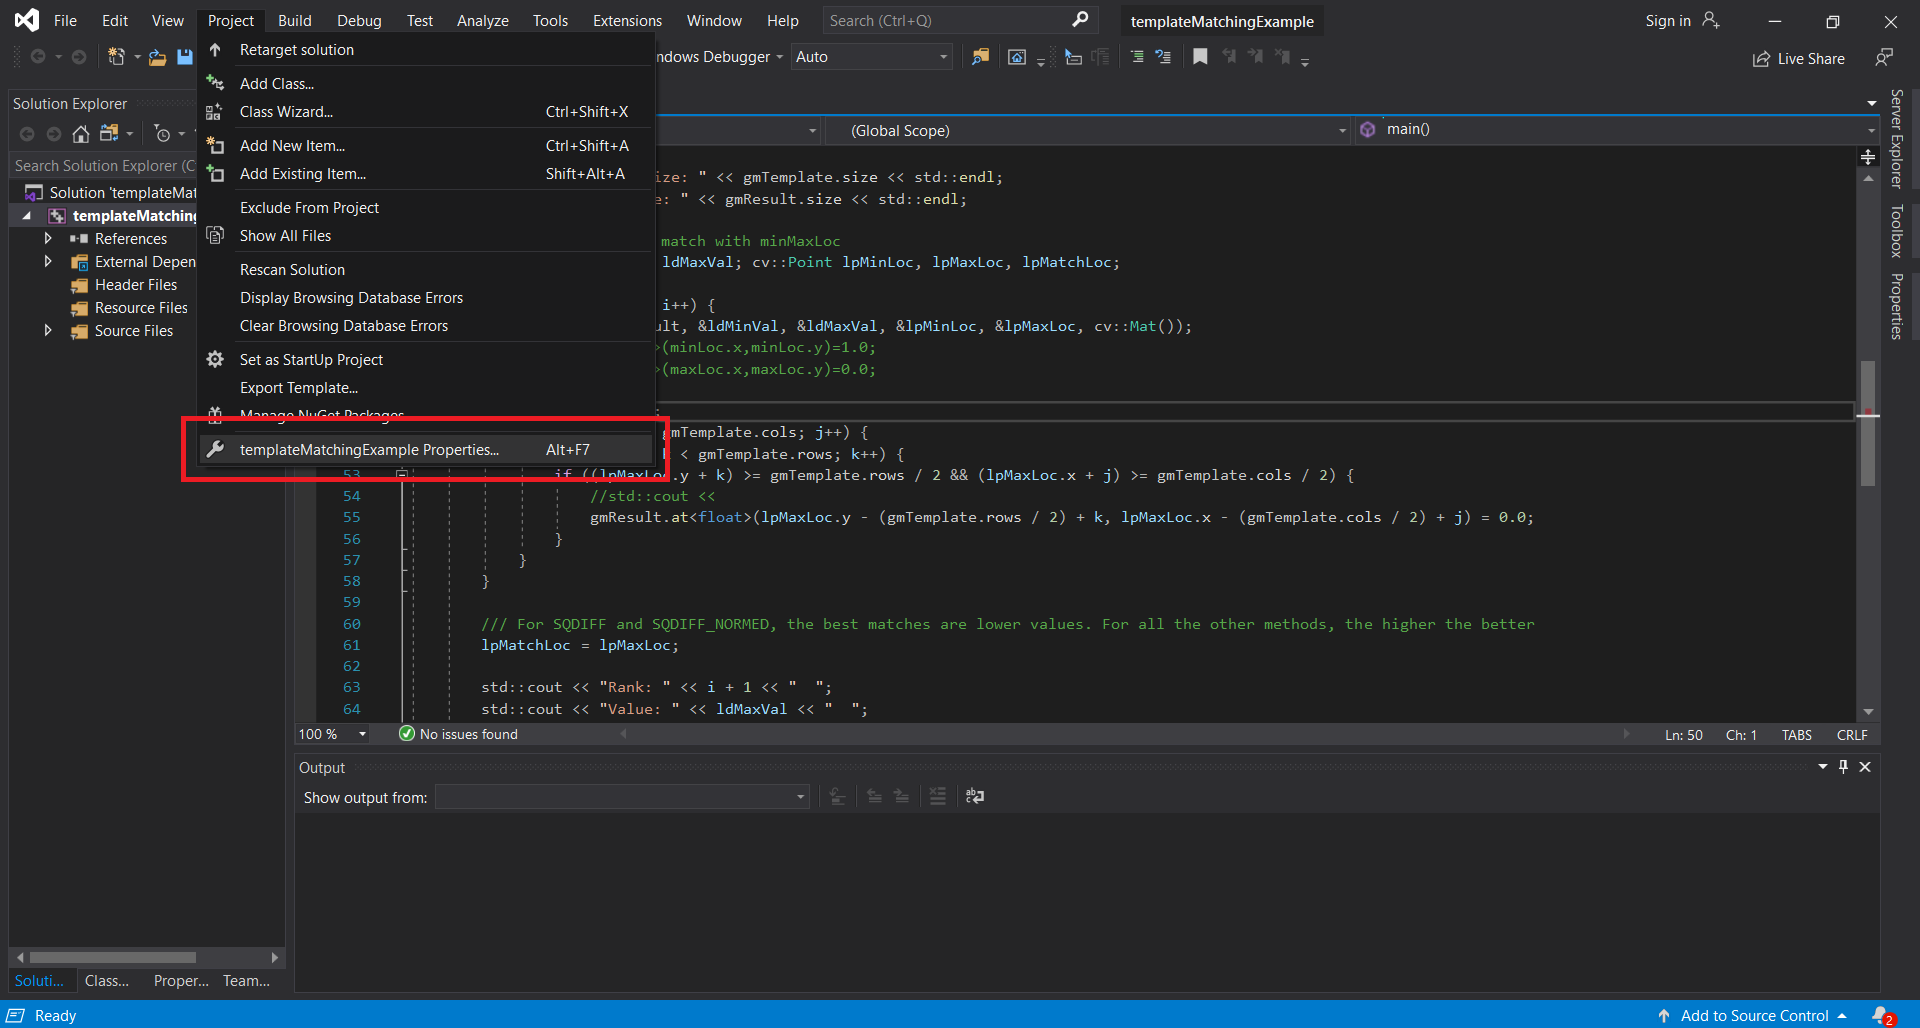 File Edit View Project Build Debug Test Analyze Tools Extensions Window Help Search (Ctrl+Q) templateMatchingExample Sign in
ndows Debugger Auto Live Share
Retarget solution
Add Class...
Class Wizard... Ctrl+Shift+X
Add New Item... Ctrl+Shift+A
Add Existing Item... Shift+Alt+A
Exclude From Project
Show All Files
Rescan Solution
Display Browsing Database Errors
Clear Browsing Database Errors
Set as StartUp Project
Export Template...
Manage NuGet Packages...
templateMatchingExample Properties... Alt+F7
Solution Explorer
Search Solution Explorer (C
Solution 'templateMat
templateMatching
References
External Depen
Header Files
Resource Files
Source Files
Soluti... Class... Proper... Team...
(Global Scope) main()
ize: " << gmTemplate.size << std::endl;
e: " << gmResult.size << std::endl;
match with minMaxLoc
ldMaxVal; cv::Point lpMinLoc, lpMaxLoc, lpMatchLoc;
i++) {
ult, &ldMinVal, &ldMaxVal, &lpMinLoc, &lpMaxLoc, cv::Mat());
>(minLoc.x,minLoc.y)=1.0;
>(maxLoc.x,maxLoc.y)=0.0;
gmTemplate.cols; j++) {
k < gmTemplate.rows; k++) {
53 if ((lpMaxLoc.y + k) >= gmTemplate.rows / 2 && (lpMaxLoc.x + j) >= gmTemplate.cols / 2) {
54 //std::cout <<
55 gmResult.at<float>(lpMaxLoc.y - (gmTemplate.rows / 2) + k, lpMaxLoc.x - (gmTemplate.cols / 2) + j) = 0.0;
56 }
57 }
58 }
59
60 /// For SQDIFF and SQDIFF_NORMED, the best matches are lower values. For all the other methods, the higher the better
61 lpMatchLoc = lpMaxLoc;
62
63 std::cout << "Rank: " << i + 1 << "  ";
64 std::cout << "Value: " << ldMaxVal << "  ";
100 % No issues found Ln: 50 Ch: 1 TABS CRLF
Output
Show output from:
Server Explorer
Toolbox
Properties
Ready Add to Source Control 2